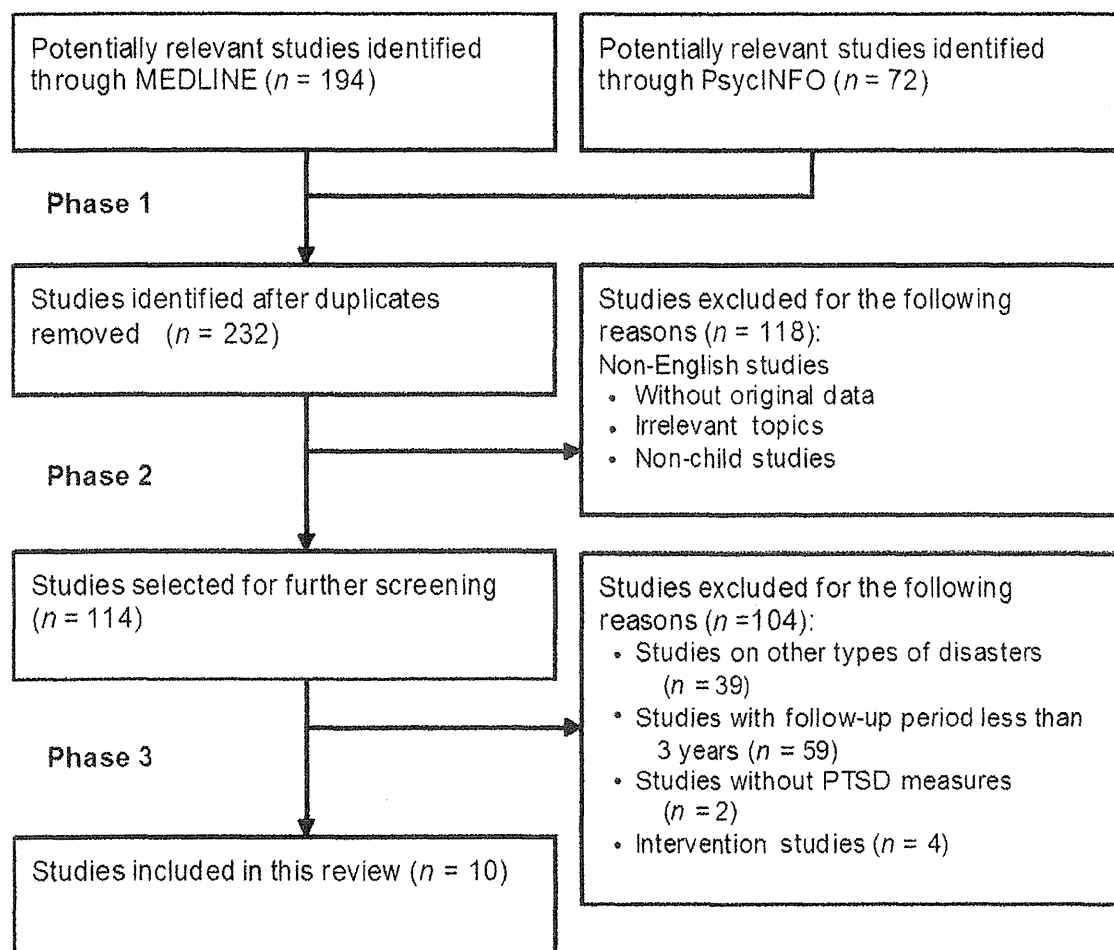 Potentially relevant studies identified
through MEDLINE (n = 194)
Potentially relevant studies identified
through PsycINFO (n = 72)
Phase 1
Studies identified after duplicates
removed (n = 232)
Studies excluded for the following
reasons (n = 118):
Non-English studies
• Without original data
• Irrelevant topics
• Non-child studies
Phase 2
Studies selected for further screening
(n = 114)
Studies excluded for the following
reasons (n =104):
• Studies on other types of disasters
(n = 39)
• Studies with follow-up period less than
3 years (n = 59)
• Studies without PTSD measures
(n = 2)
• Intervention studies (n = 4)
Phase 3
Studies included in this review (n = 10)